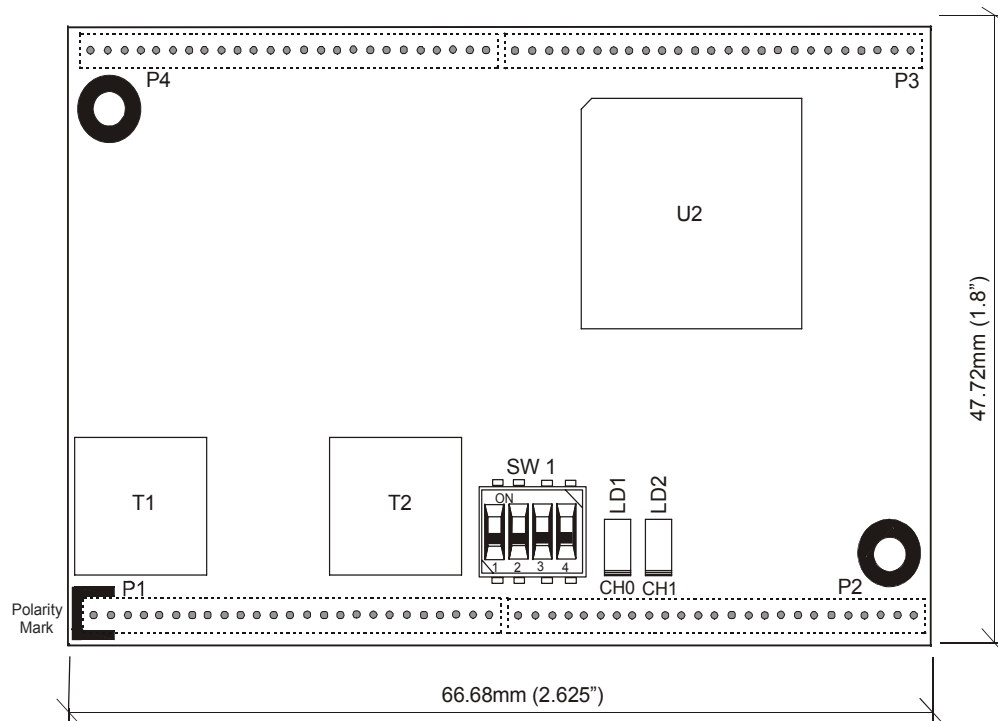 P4
P3
U2
47.72mm (1.8”)
SW 1
LD1
LD2
ON
T1
T2
1 2 3 4
CH0
CH1
P1
P2
Polarity
Mark
66.68mm (2.625”)